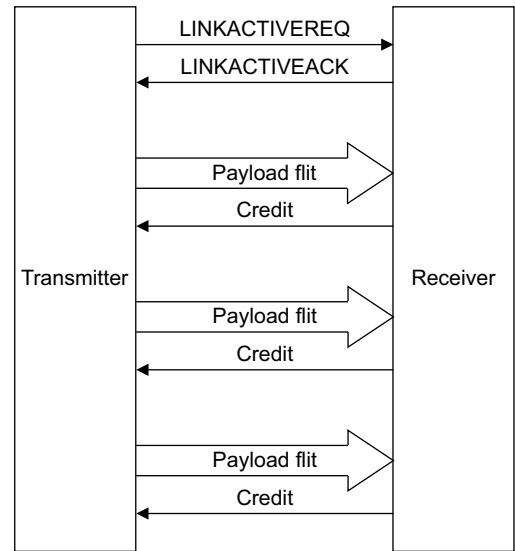 LINKACTIVEREQ
LINKACTIVEACK
Payload flit
Credit
Transmitter
Receiver
Payload flit
Credit
Payload flit
Credit